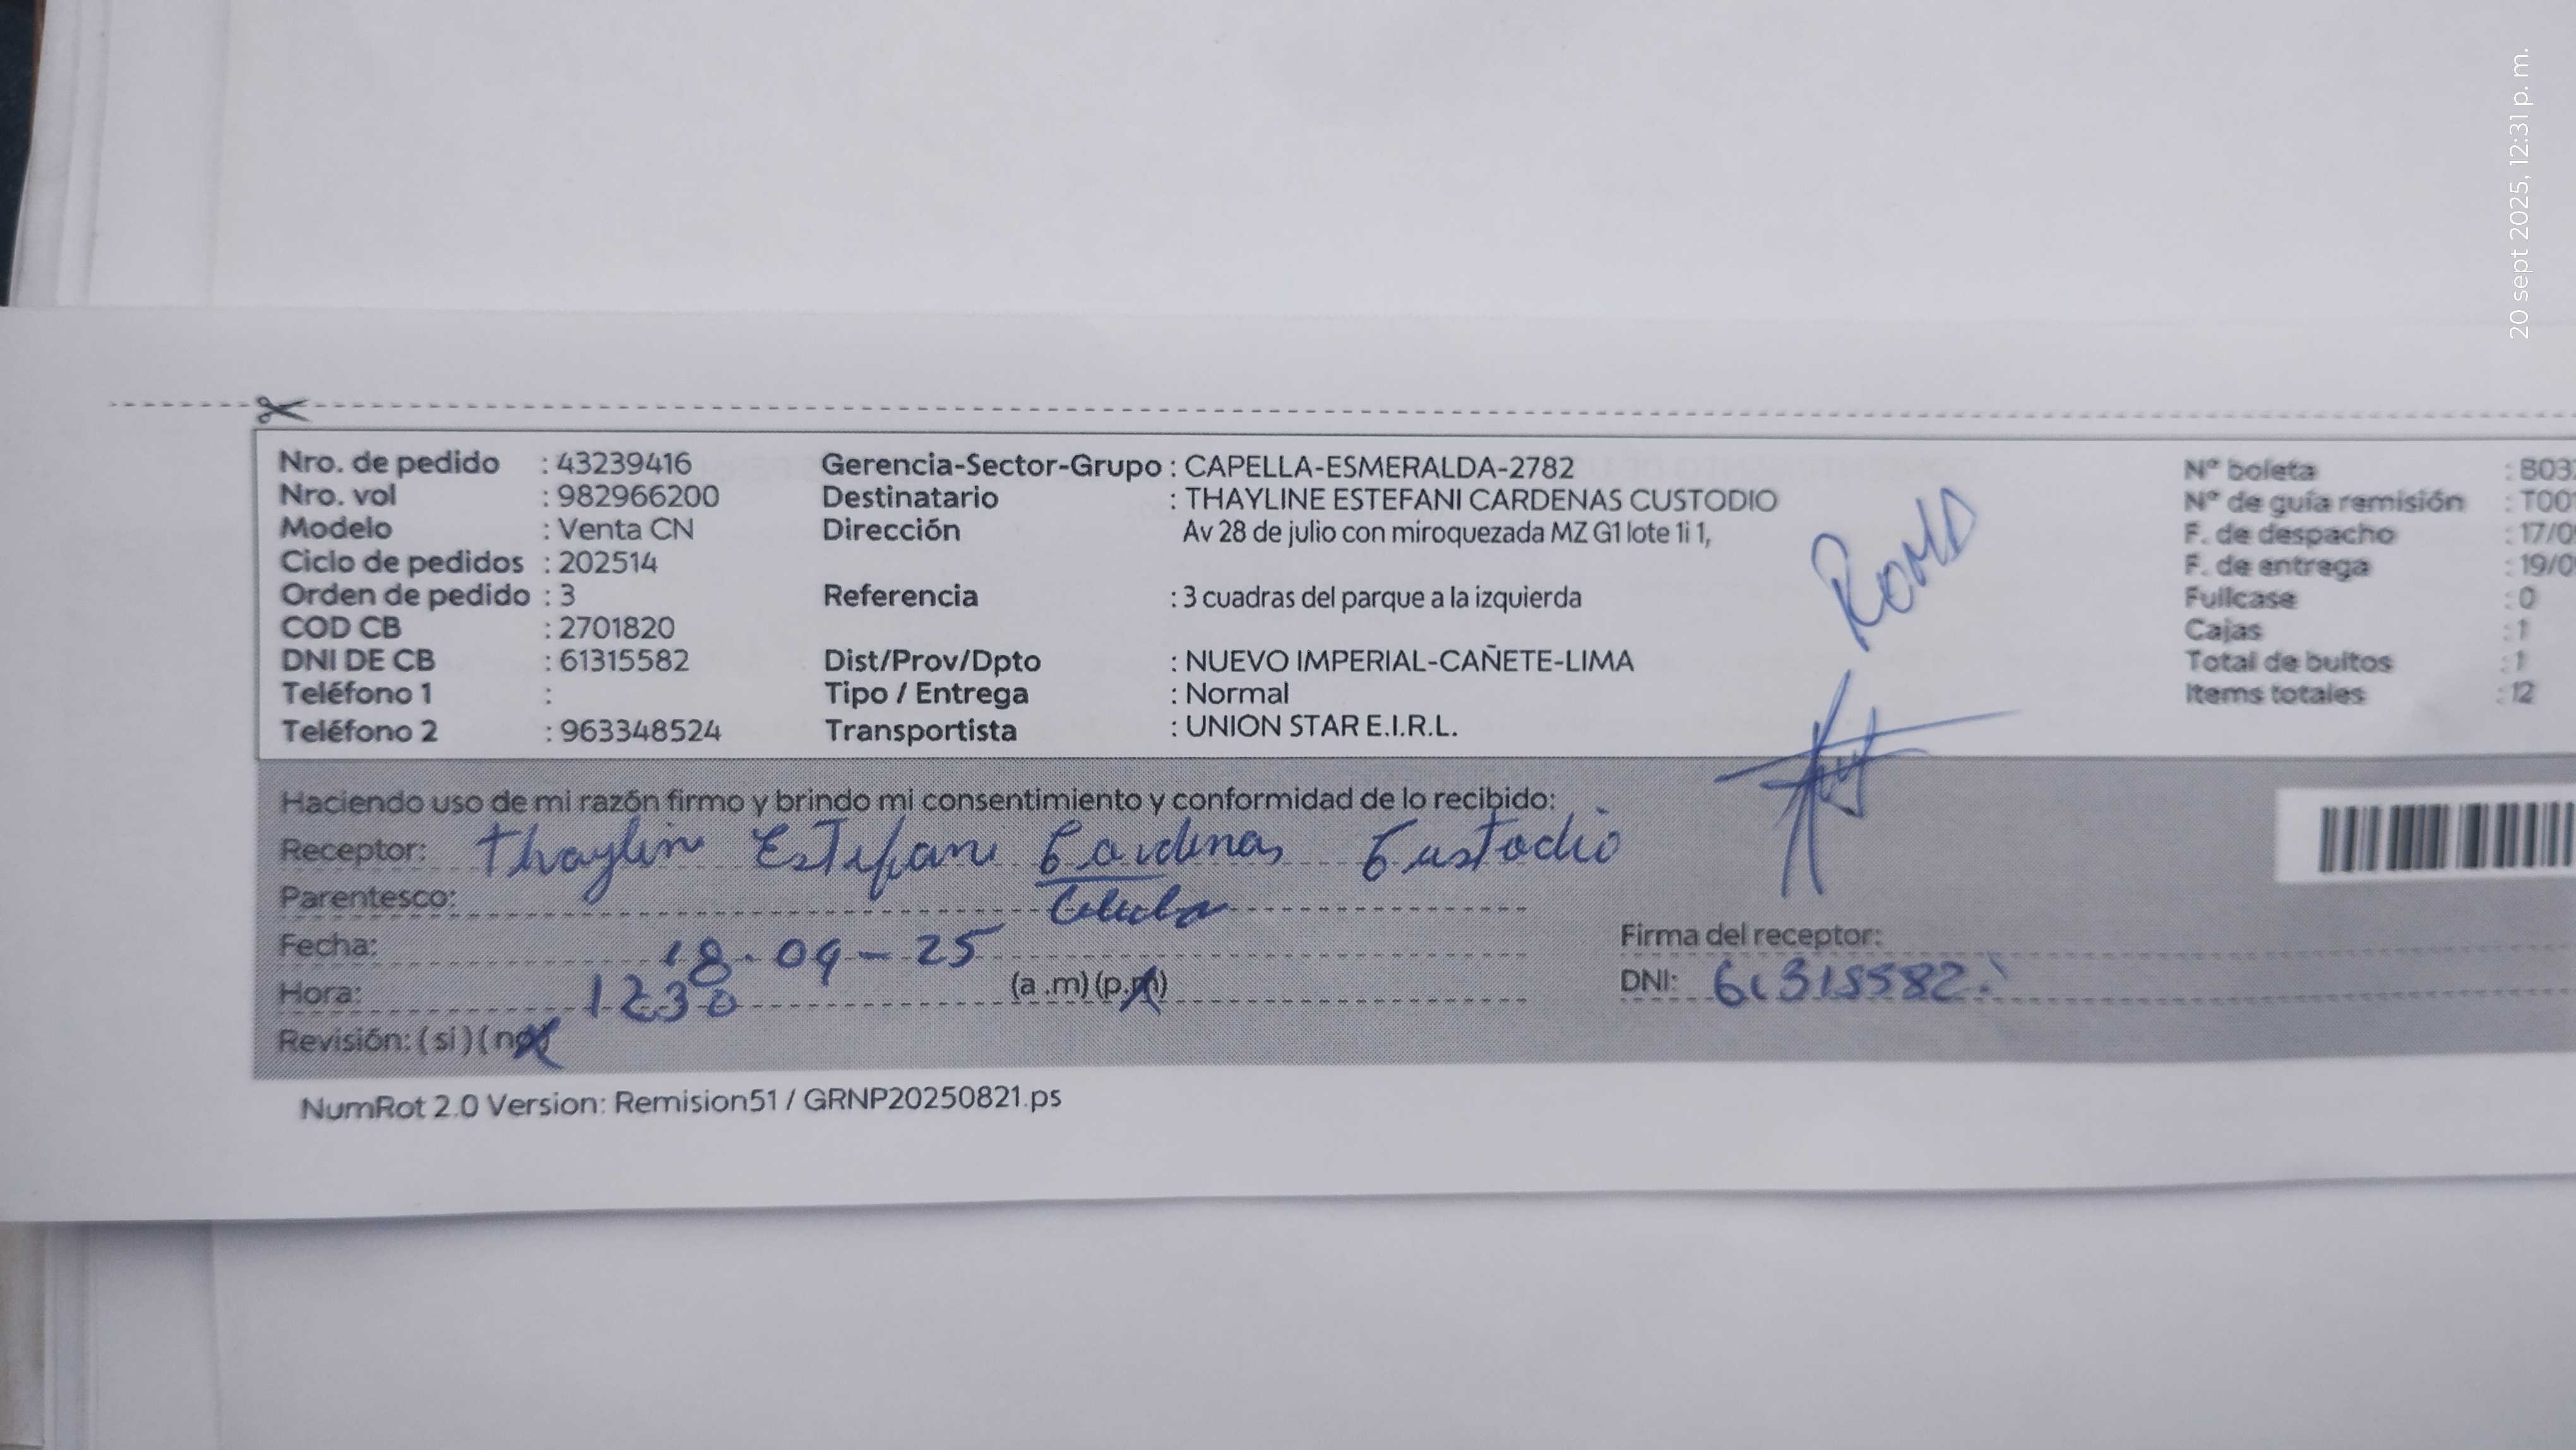 20 sept 2025, 12:31 p. m.
Nro. de pedido : 43239416
Nro. vol : 982966200
Modelo : Venta CN
Ciclo de pedidos : 202514
Orden de pedido : 3
COD CB : 2701820
DNI DE CB : 61315582
Teléfono 1 :
Teléfono 2 : 963348524
Gerencia-Sector-Grupo : CAPELLA-ESMERALDA-2782
Destinatario : THAYLINE ESTEFANI CARDENAS CUSTODIO
Dirección Av 28 de julio con miroquezada MZ G1 lote 1i 1,
Referencia : 3 cuadras del parque a la izquierda
Dist/Prov/Dpto : NUEVO IMPERIAL-CAÑETE-LIMA
Tipo / Entrega : Normal
Transportista : UNION STAR E.I.R.L.
N° boleta : B03
N° de guía remisión : T00
F. de despacho : 17/0
F. de entrega : 19/0
Fullcase : 0
Cajas : 1
Total de bultos : 1
Items totales : 12
Haciendo uso de mi razón firmo y brindo mi consentimiento y conformidad de lo recibido:
Receptor: Thaylin Estefani Cardenas Custodio
Parentesco:
Fecha: 18-09-25
Hora: 1230 (a.m) (p.m)
Revisión: (si) (no)
Firma del receptor:
DNI: 61315582.
NumRot 2.0 Version: Remision51 / GRNP20250821.ps